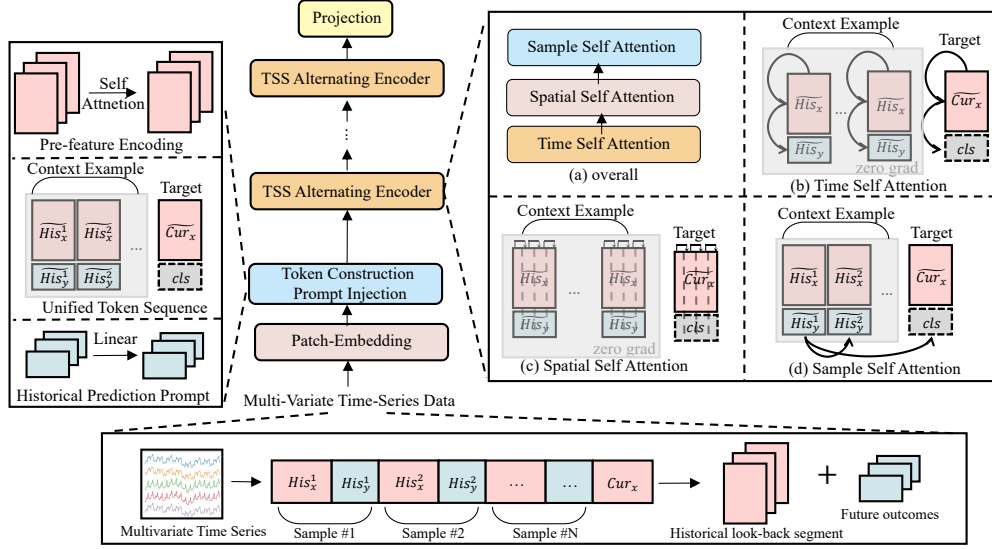 Projection
TSS Alternating Encoder
...
TSS Alternating Encoder
Token Construction
Prompt Injection
Patch-Embedding
Multi-Variate Time-Series Data
Self
Attnetion
Pre-feature Encoding
Context Example
Target
His_x^1 His_x^2 ... Cur_x
His_y^1 His_y^2 cls
Unified Token Sequence
Linear
Historical Prediction Prompt
Sample Self Attention
Spatial Self Attention
Time Self Attention
(a) overall
Context Example
Target
His_x ... His_x Cur_x
His_y His_y cls
zero grad
(b) Time Self Attention
Context Example
Target
His_x ... His_x Cur_x
His_y His_y cls
zero grad
(c) Spatial Self Attention
Context Example
Target
His_x^1 His_x^2 ... Cur_x
His_y^1 His_y^2 cls
(d) Sample Self Attention
His_x^1 His_y^1 His_x^2 His_y^2 ... ... Cur_x
+
Multivariate Time Series
Sample #1 Sample #2 Sample #N
Historical look-back segment
Future outcomes